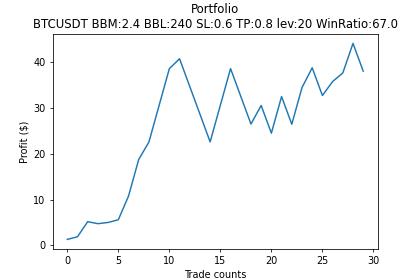 Portfolio
BTCUSDT BBM:2.4 BBL:240 SL:0.6 TP:0.8 lev:20 WinRatio:67.0
40
30
20
10
0
Profit ($)
0 5 10 15 20 25 30
Trade counts